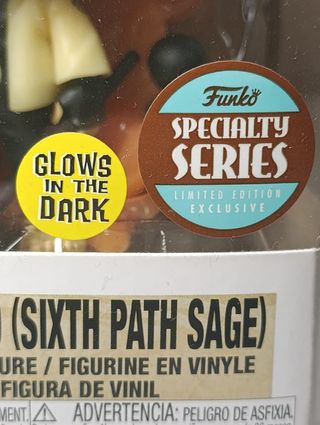 Funko
SPECIALTY
SERIES
LIMITED EDITION
EXCLUSIVE
GLOWS
IN THE
DARK
(SIXTH PATH SAGE)
URE / FIGURINE EN VINYLE
FIGURA DE VINIL
MENT. ADVERTENCIA: PELIGRO DE ASFIXIA.